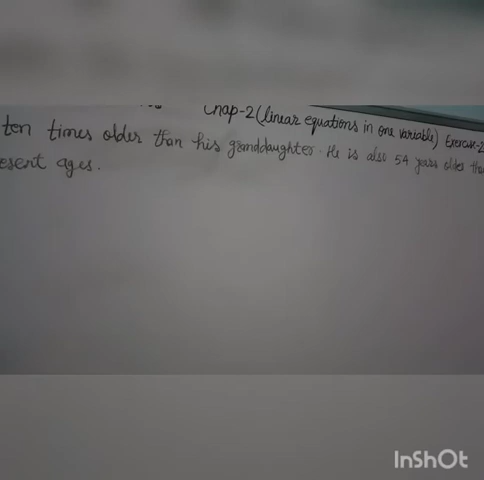 Chap-2 (linear equations in one variable) Exercise-2
ten times older than his granddaughter. He is also 54 years older tha
esent ages.
InShOt